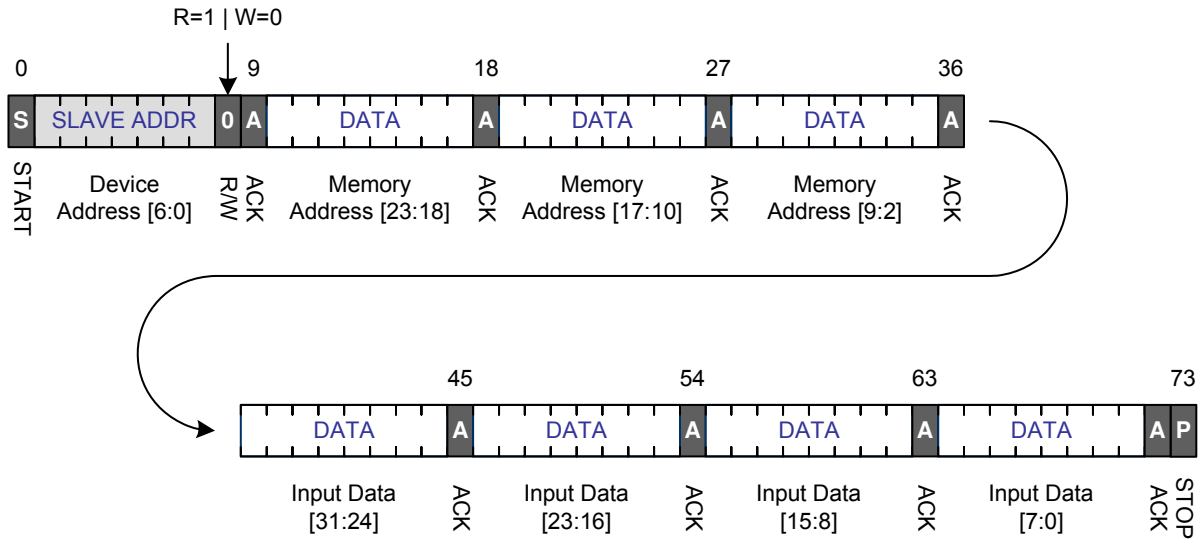 R=1 | W=0
0 9 18 27 36
S SLAVE ADDR 0 A DATA A DATA A DATA A
START Device Address [6:0] R/W ACK Memory Address [23:18] ACK Memory Address [17:10] ACK Memory Address [9:2] ACK
45 54 63 73
DATA A DATA A DATA A DATA A P
Input Data [31:24] ACK Input Data [23:16] ACK Input Data [15:8] ACK Input Data [7:0] ACK STOP